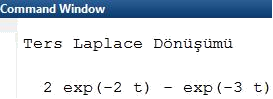 Command Window
Ters Laplace Dönüşümü
2 exp(-2 t) - exp(-3 t)